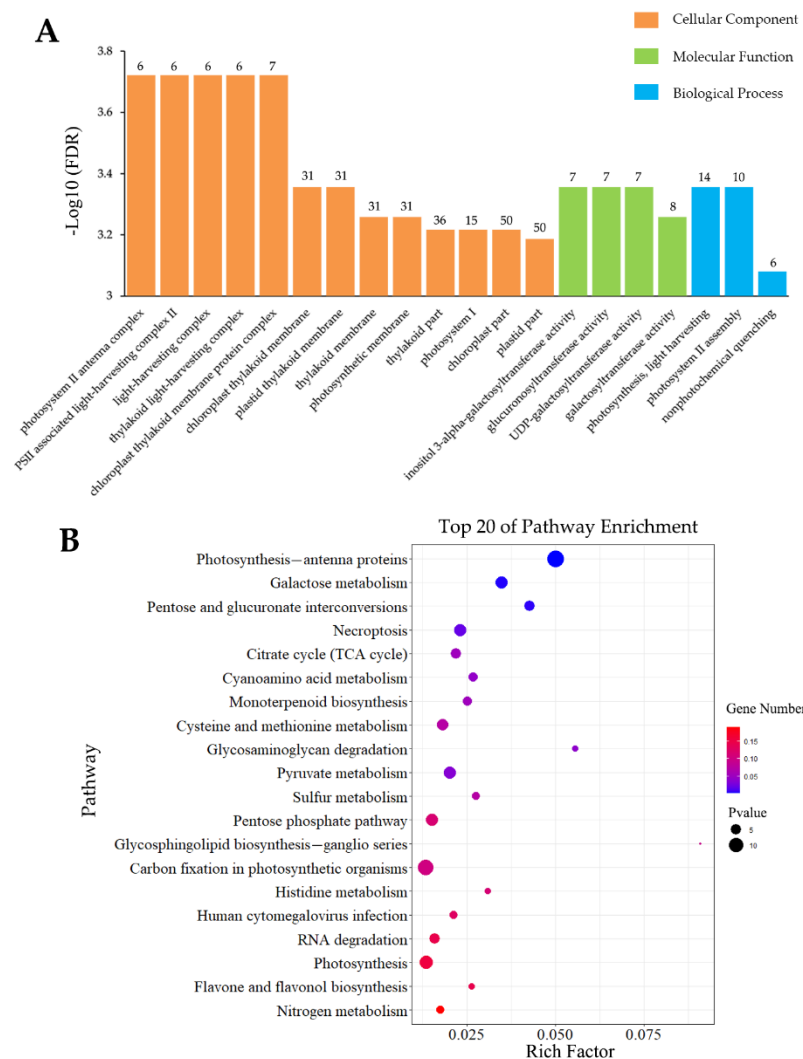 A
Cellular Component
Molecular Function
Biological Process
-Log10 (FDR)
3.8
3.6
3.4
3.2
3
6 6 6 6 7 31 31 31 31 36 15 50 50 7 7 7 8 14 10 6
photosystem II antenna complex
PSII associated light-harvesting complex II
light-harvesting complex
thylakoid light-harvesting complex
chloroplast thylakoid membrane protein complex
chloroplast thylakoid membrane
plastid thylakoid membrane
thylakoid membrane
photosynthetic membrane
thylakoid part
photosystem I
chloroplast part
plastid part
inositol 3-alpha-galactosyltransferase activity
glucuronosyltransferase activity
UDP-galactosyltransferase activity
galactosyltransferase activity
photosynthesis, light harvesting
photosystem II assembly
nonphotochemical quenching
B
Top 20 of Pathway Enrichment
Pathway
Photosynthesis—antenna proteins
Galactose metabolism
Pentose and glucuronate interconversions
Necroptosis
Citrate cycle (TCA cycle)
Cyanoamino acid metabolism
Monoterpenoid biosynthesis
Cysteine and methionine metabolism
Glycosaminoglycan degradation
Pyruvate metabolism
Sulfur metabolism
Pentose phosphate pathway
Glycosphingolipid biosynthesis—ganglio series
Carbon fixation in photosynthetic organisms
Histidine metabolism
Human cytomegalovirus infection
RNA degradation
Photosynthesis
Flavone and flavonol biosynthesis
Nitrogen metabolism
0.025 0.050 0.075
Rich Factor
Gene Number
0.15
0.10
0.05
Pvalue
5
10